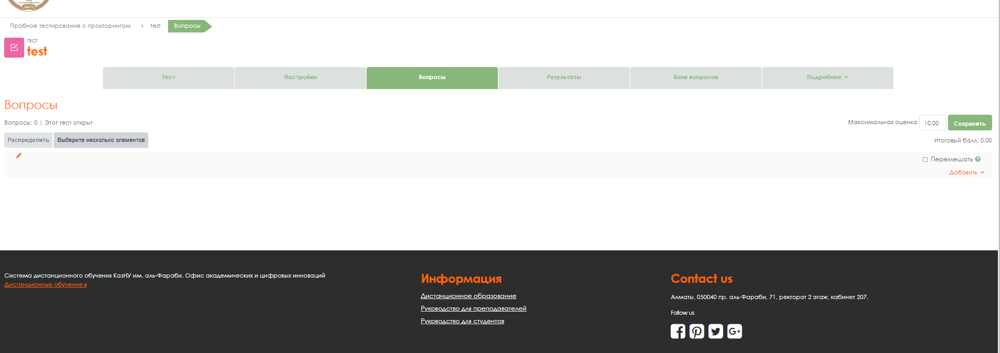 ҚАЗ ҰУ
Пробное тестирование с прокторингом > test Вопросы
ТЕСТ
test
Тест Настройки Вопросы Результаты Банк вопросов Подробнее
Вопросы
Вопросы: 0 | Этот тест открыт Максимальная оценка 10,00 Сохранить
Распределить Выберите несколько элементов Итоговый балл: 0,00
Перемешать ?
Добавить
Система дистанционного обучения КазНУ им. аль-Фараби. Офис академических и цифровых инноваций
Дистанционные обучение »
Информация
Дистанционное образование
Руководство для преподавателей
Руководство для студентов
Contact us
Алматы, 050040 пр. аль-Фараби, 71, ректорат 2 этаж, кабинет 207.
Follow us
G+